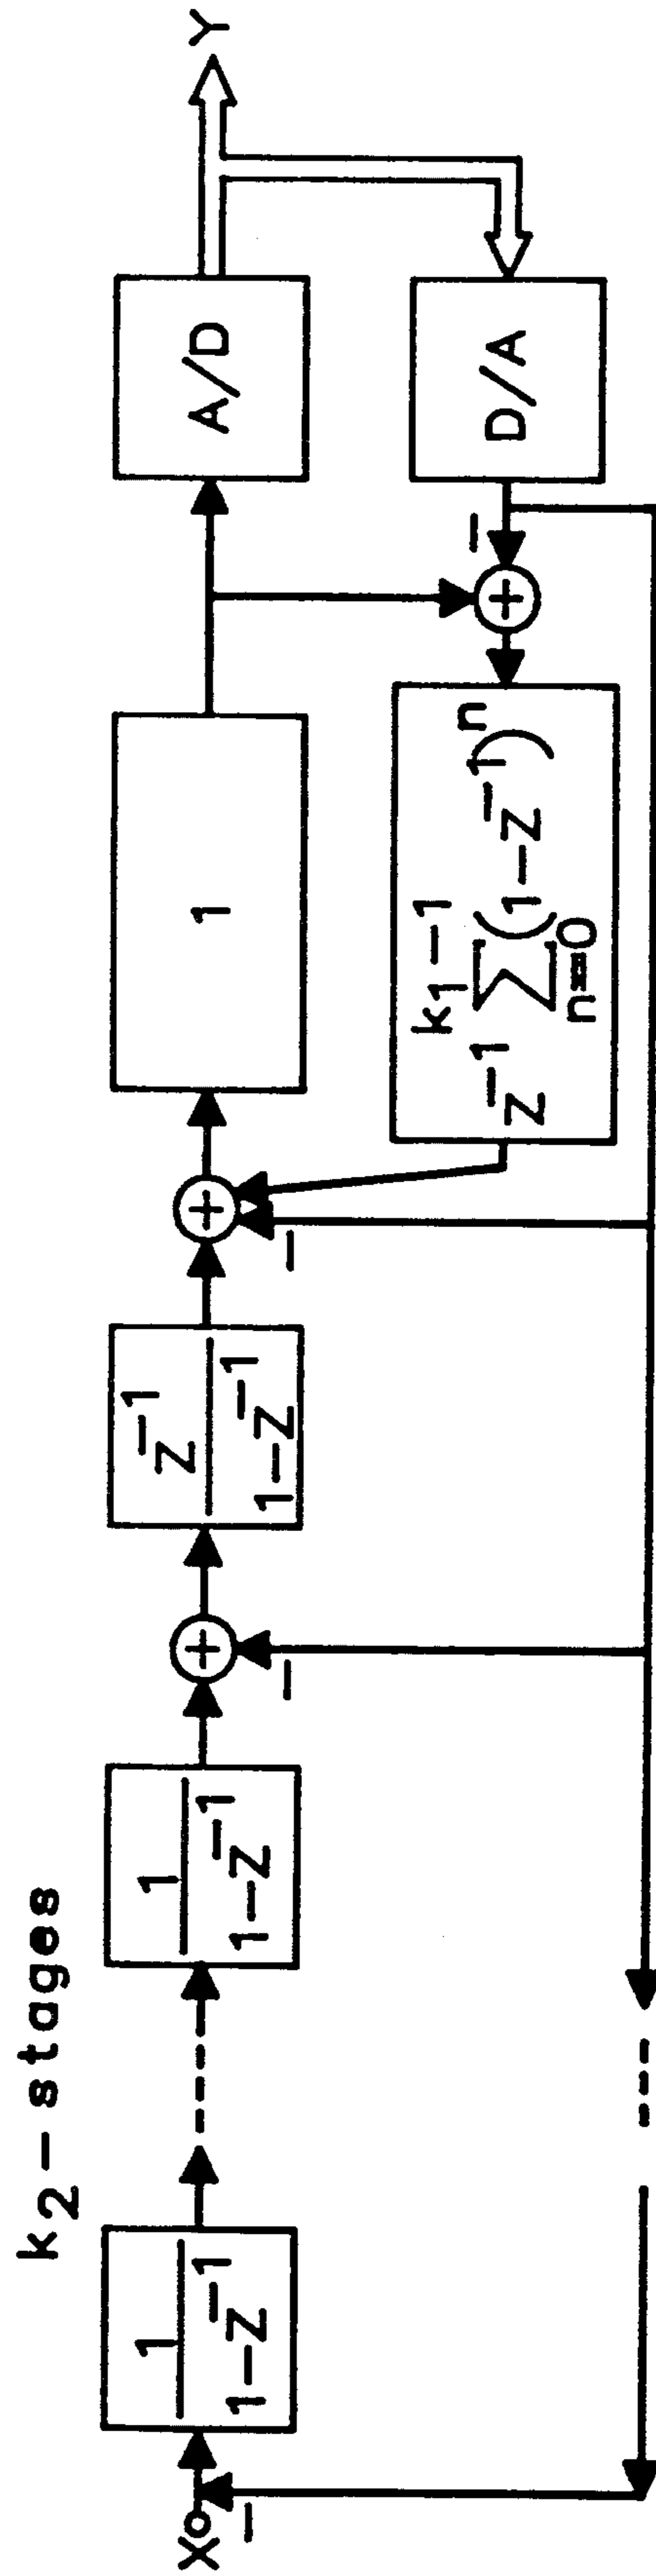 k₂-stages
X
−
1
1−Z⁻¹
1
1−Z⁻¹
+
−
Z⁻¹
1−Z⁻¹
+
−
1
A/D
Y
Z⁻¹ ∑ (1−Z⁻¹)ⁿ
k₁−1
n=0
+
−
D/A